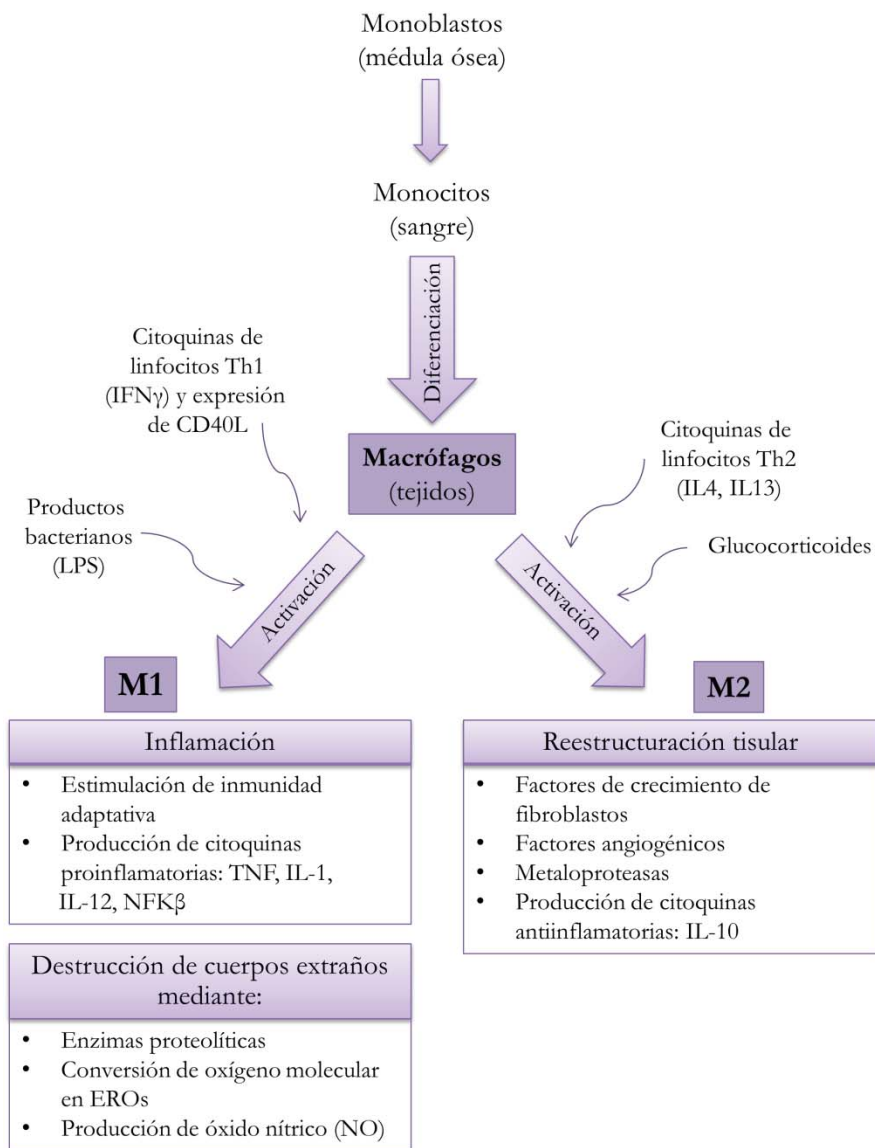 Monoblastos
(médula ósea)
Monocitos
(sangre)
Diferenciación
Citoquinas de
linfocitos Th1
(IFNγ) y expresión
de CD40L
Macrófagos
(tejidos)
Citoquinas de
linfocitos Th2
(IL4, IL13)
Productos
bacterianos
(LPS)
Glucocorticoides
Activación
Activación
M1
M2
Inflamación
• Estimulación de inmunidad
adaptativa
• Producción de citoquinas
proinflamatorias: TNF, IL-1,
IL-12, NFKβ
Reestructuración tisular
• Factores de crecimiento de
fibroblastos
• Factores angiogénicos
• Metaloproteasas
• Producción de citoquinas
antiinflamatorias: IL-10
Destrucción de cuerpos extraños
mediante:
• Enzimas proteolíticas
• Conversión de oxígeno molecular
en EROs
• Producción de óxido nítrico (NO)